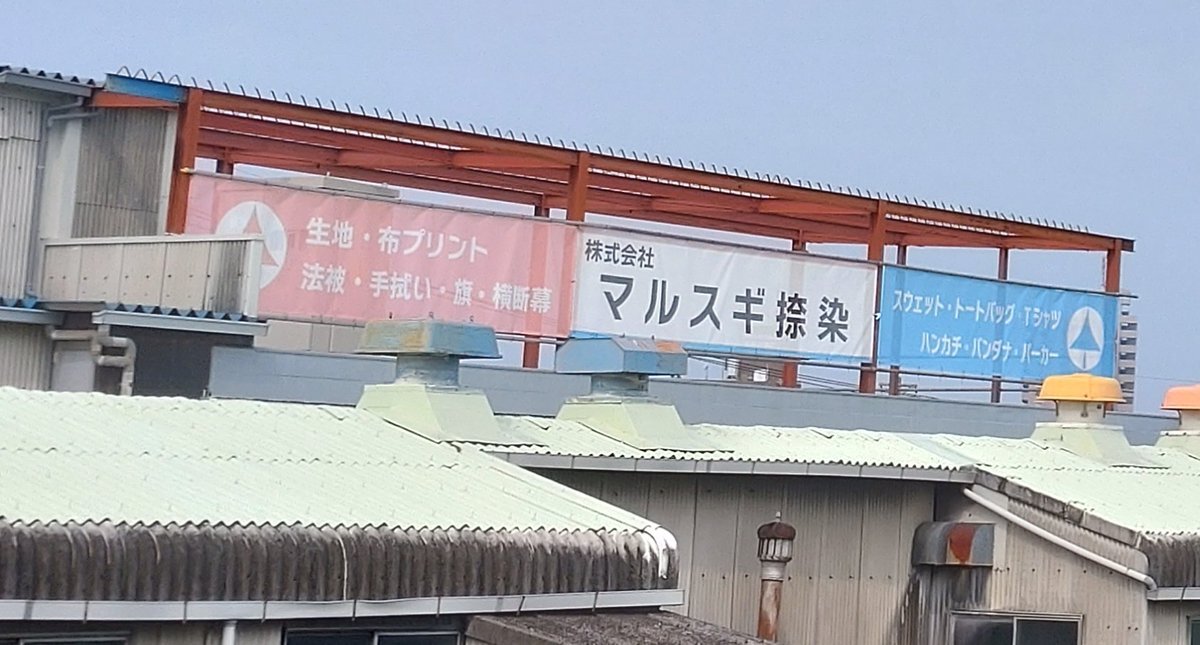 生地・布プリント
法被・手拭い・旗・横断幕
株式会社
マルスギ捺染
スウェット・トートバッグ・Tシャツ
ハンカチ・バンダナ・パーカー